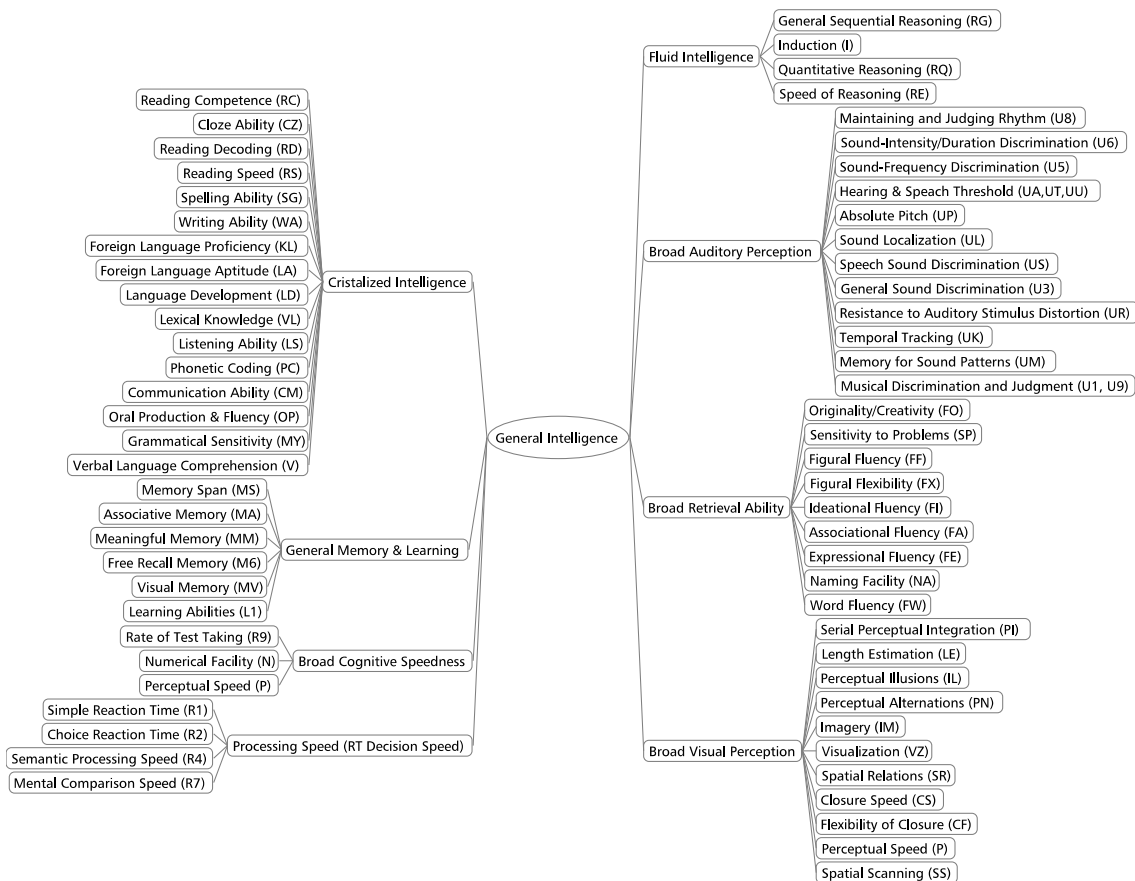 General Sequential Reasoning (RG)
Fluid Intelligence
Induction (I)
Quantitative Reasoning (RQ)
Speed of Reasoning (RE)
Reading Competence (RC)
Cloze Ability (CZ)
Reading Decoding (RD)
Reading Speed (RS)
Spelling Ability (SG)
Writing Ability (WA)
Foreign Language Proficiency (KL)
Foreign Language Aptitude (LA)
Cristalized Intelligence
Language Development (LD)
Lexical Knowledge (VL)
Listening Ability (LS)
Phonetic Coding (PC)
Communication Ability (CM)
Oral Production & Fluency (OP)
Grammatical Sensitivity (MY)
Verbal Language Comprehension (V)
Maintaining and Judging Rhythm (U8)
Sound-Intensity/Duration Discrimination (U6)
Sound-Frequency Discrimination (U5)
Hearing & Speach Threshold (UA,UT,UU)
Absolute Pitch (UP)
Sound Localization (UL)
Broad Auditory Perception
Speech Sound Discrimination (US)
General Sound Discrimination (U3)
Resistance to Auditory Stimulus Distortion (UR)
Temporal Tracking (UK)
Memory for Sound Patterns (UM)
Musical Discrimination and Judgment (U1, U9)
General Intelligence
Originality/Creativity (FO)
Sensitivity to Problems (SP)
Figural Fluency (FF)
Figural Flexibility (FX)
Broad Retrieval Ability
Ideational Fluency (FI)
Associational Fluency (FA)
Expressional Fluency (FE)
Naming Facility (NA)
Word Fluency (FW)
Memory Span (MS)
Associative Memory (MA)
Meaningful Memory (MM)
General Memory & Learning
Free Recall Memory (M6)
Visual Memory (MV)
Learning Abilities (L1)
Rate of Test Taking (R9)
Numerical Facility (N)
Broad Cognitive Speedness
Perceptual Speed (P)
Simple Reaction Time (R1)
Choice Reaction Time (R2)
Processing Speed (RT Decision Speed)
Semantic Processing Speed (R4)
Mental Comparison Speed (R7)
Serial Perceptual Integration (PI)
Length Estimation (LE)
Perceptual Illusions (IL)
Perceptual Alternations (PN)
Imagery (IM)
Broad Visual Perception
Visualization (VZ)
Spatial Relations (SR)
Closure Speed (CS)
Flexibility of Closure (CF)
Perceptual Speed (P)
Spatial Scanning (SS)